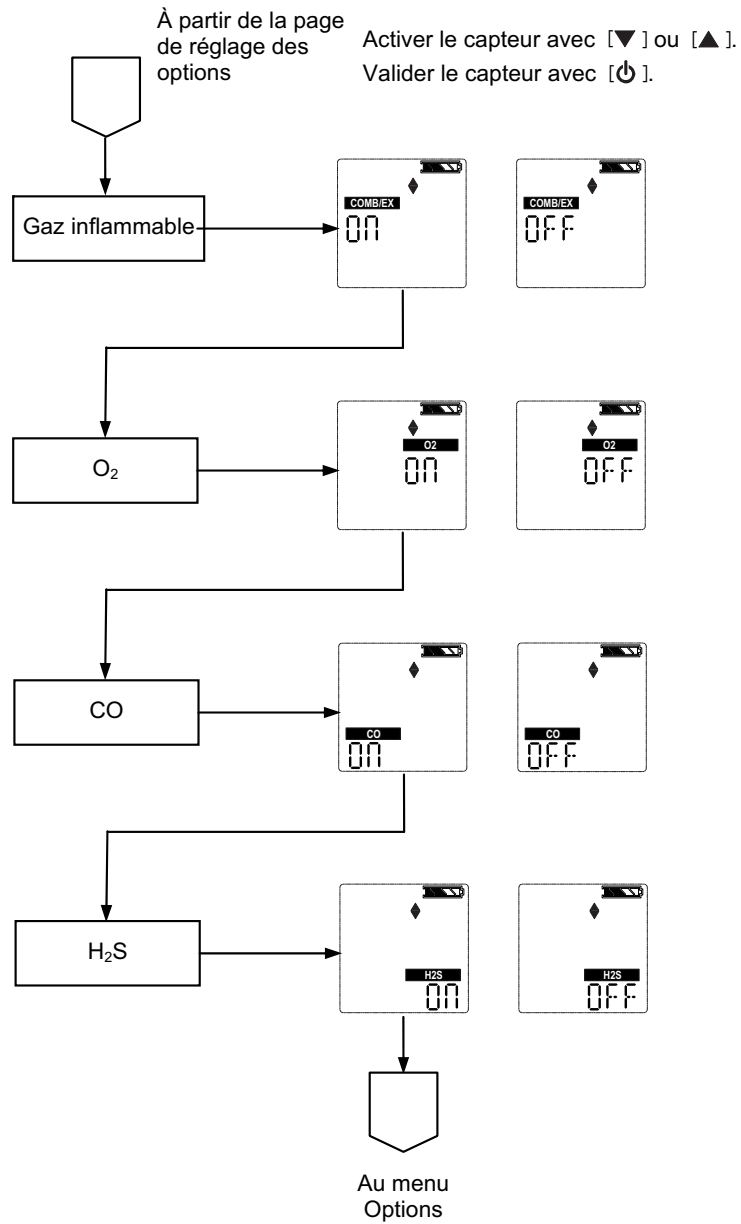 À partir de la page
de réglage des
options
Activer le capteur avec [▼] ou [▲].
Valider le capteur avec [⏻].
Gaz inflammable
COMB/EX
ON
COMB/EX
OFF
O₂
O2
ON
O2
OFF
CO
CO
ON
CO
OFF
H₂S
H2S
ON
H2S
OFF
Au menu
Options